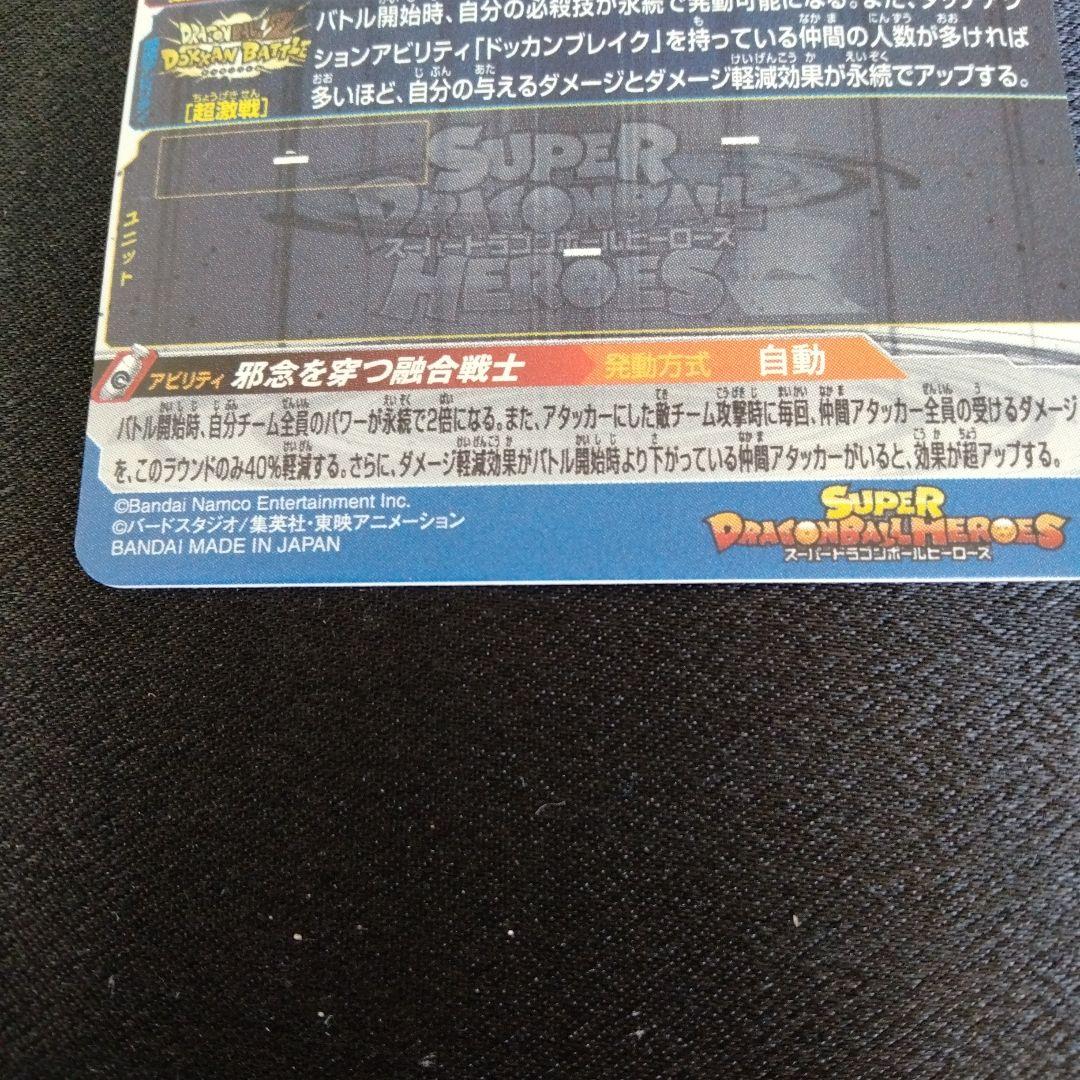 バトル開始時、自分の必殺技が永続で発動可能になる。また、タッチアク
ションアビリティ「ドッカンブレイク」を持っている仲間の人数が多ければ
多いほど、自分の与えるダメージとダメージ軽減効果が永続でアップする。
DRAGON BALL Z
DOKKAN BATTLE
[超激戦]
SUPER
DRAGONBALL
スーパードラゴンボールヒーローズ
HEROES
ユニット
アビリティ 邪念を穿つ融合戦士 発動方式 自動
バトル開始時、自分チーム全員のパワーが永続で2倍になる。また、アタッカーにした敵チーム攻撃時に毎回、仲間アタッカー全員の受けるダメージ
を、このラウンドのみ40%軽減する。さらに、ダメージ軽減効果がバトル開始時より下がっている仲間アタッカーがいると、効果が超アップする。
©Bandai Namco Entertainment Inc.
©バードスタジオ/集英社・東映アニメーション
BANDAI MADE IN JAPAN
SUPER
DRAGONBALL HEROES
スーパードラゴンボールヒーローズ